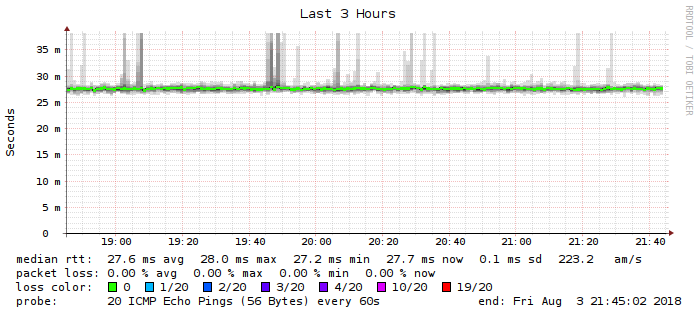 Last 3 Hours
RRDTOOL / TOBI OETIKER
Seconds
35 m
30 m
25 m
20 m
15 m
10 m
5 m
0
19:00 19:20 19:40 20:00 20:20 20:40 21:00 21:20 21:40
median rtt: 27.6 ms avg 28.0 ms max 27.2 ms min 27.7 ms now 0.1 ms sd 223.2 am/s
packet loss: 0.00 % avg 0.00 % max 0.00 % min 0.00 % now
loss color: 0 1/20 2/20 3/20 4/20 10/20 19/20
probe: 20 ICMP Echo Pings (56 Bytes) every 60s end: Fri Aug 3 21:45:02 2018